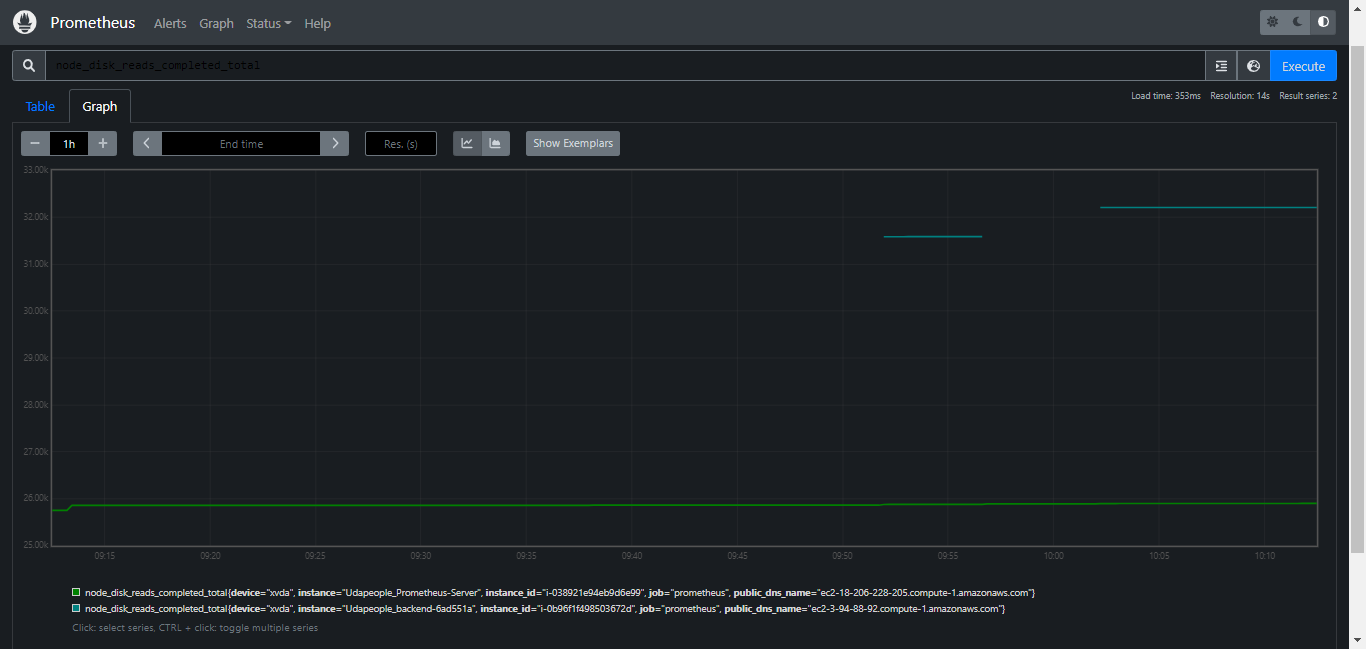 Prometheus Alerts Graph Status Help
node_disk_reads_completed_total Execute
Table Graph Load time: 353ms Resolution: 14s Result series: 2
1h End time Res. (s) Show Exemplars
33.00k
32.00k
31.00k
30.00k
29.00k
28.00k
27.00k
26.00k
25.00k
09:15 09:20 09:25 09:30 09:35 09:40 09:45 09:50 09:55 10:00 10:05 10:10
node_disk_reads_completed_total{device="xvda", instance="Udapeople_Prometheus-Server", instance_id="i-038921e94eb9d6e99", job="prometheus", public_dns_name="ec2-18-206-228-205.compute-1.amazonaws.com"}
node_disk_reads_completed_total{device="xvda", instance="Udapeople_backend-6ad551a", instance_id="i-0b96f1f498503672d", job="prometheus", public_dns_name="ec2-3-94-88-92.compute-1.amazonaws.com"}
Click: select series, CTRL + click: toggle multiple series